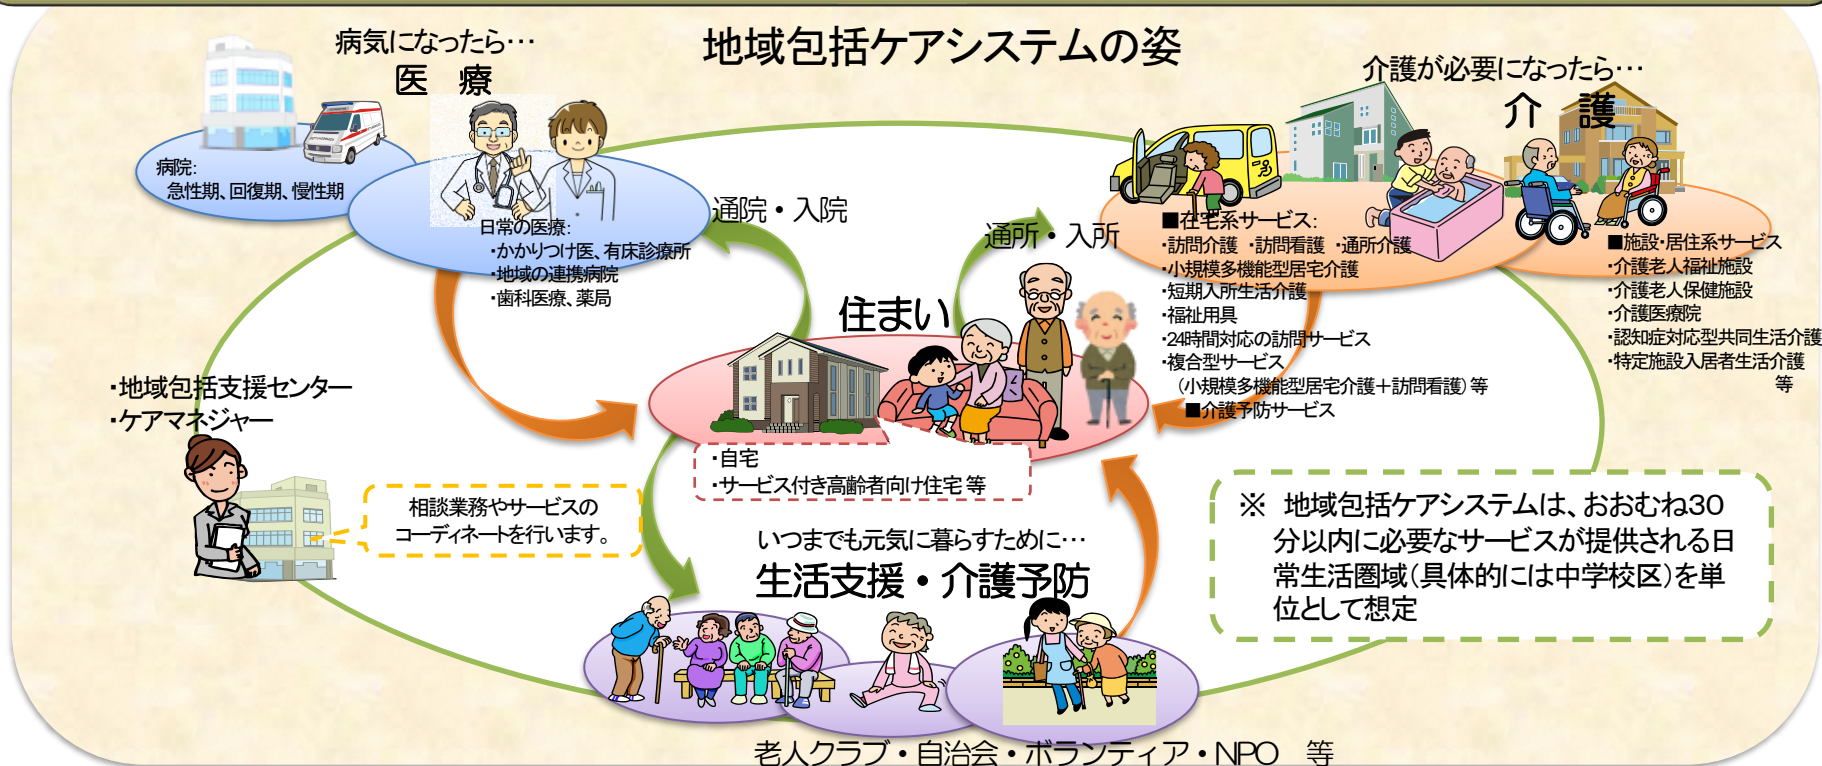 地域包括ケアシステムの姿
病気になったら…
医 療
病院:
急性期、回復期、慢性期
日常の医療:
・かかりつけ医、有床診療所
・地域の連携病院
・歯科医療、薬局
通院・入院
通所・入所
介護が必要になったら…
介 護
■在宅系サービス:
・訪問介護 ・訪問看護 ・通所介護
・小規模多機能型居宅介護
・短期入所生活介護
・福祉用具
・24時間対応の訪問サービス
・複合型サービス
（小規模多機能型居宅介護＋訪問看護）等
■介護予防サービス
■施設・居住系サービス
・介護老人福祉施設
・介護老人保健施設
・介護医療院
・認知症対応型共同生活介護
・特定施設入居者生活介護
等
住まい
・自宅
・サービス付き高齢者向け住宅 等
・地域包括支援センター
・ケアマネジャー
相談業務やサービスの
コーディネートを行います。
いつまでも元気に暮らすために…
生活支援・介護予防
老人クラブ・自治会・ボランティア・NPO 等
※ 地域包括ケアシステムは、おおむね30
分以内に必要なサービスが提供される日
常生活圏域（具体的には中学校区）を単
位として想定